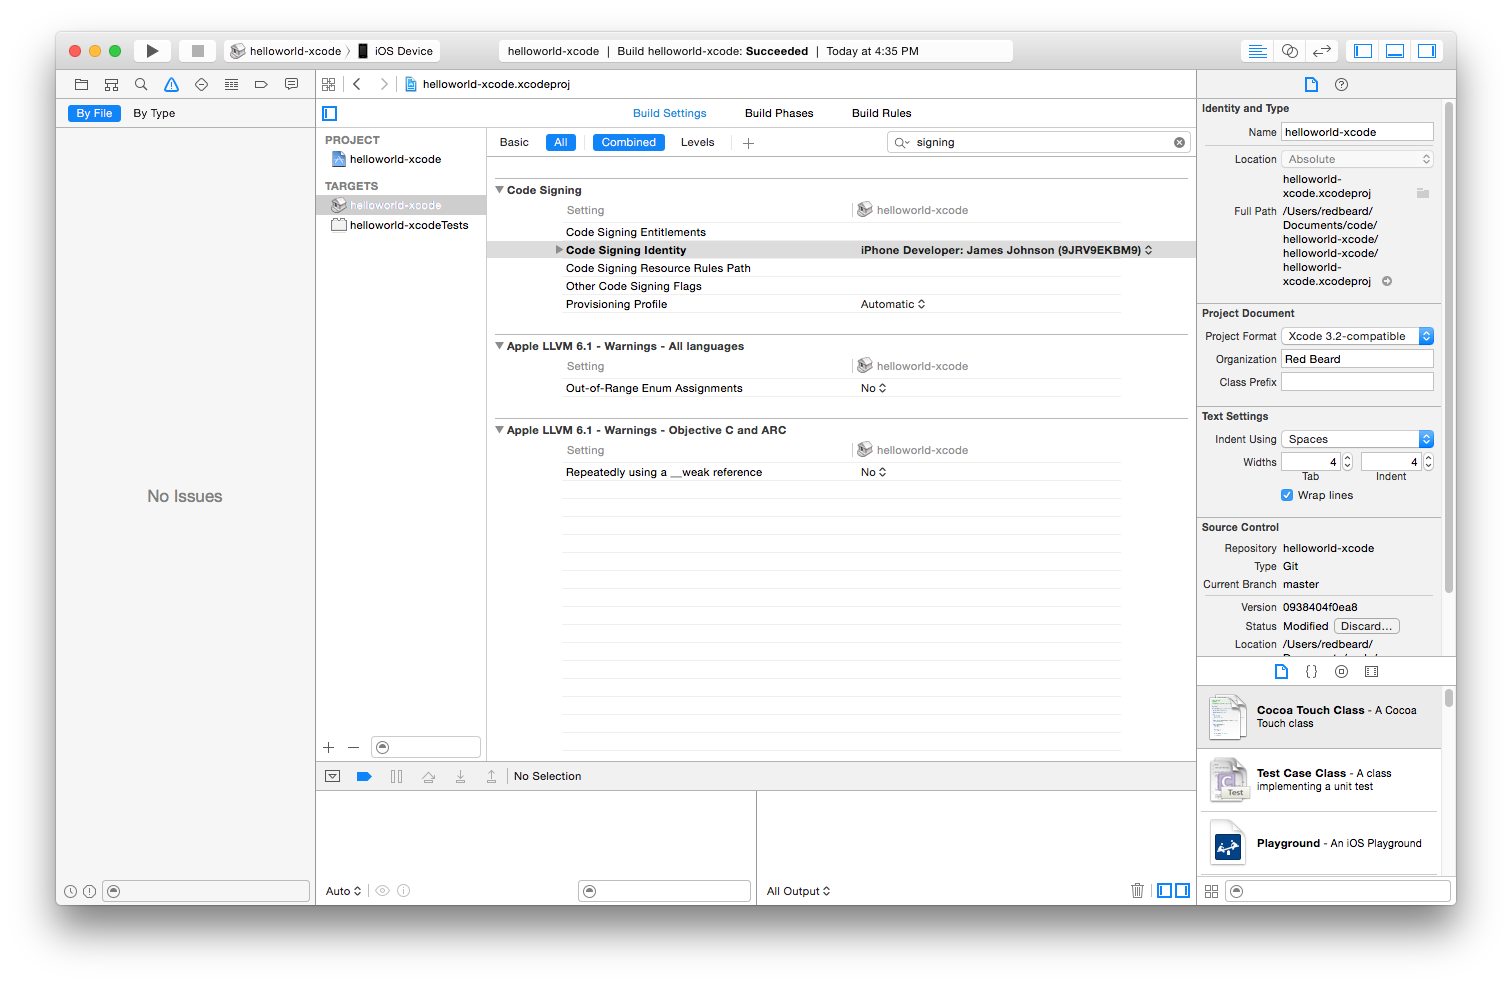 helloworld-xcode
iOS Device
helloworld-xcode | Build helloworld-xcode: Succeeded | Today at 4:35 PM
helloworld-xcode.xcodeproj
By File
By Type
No Issues
Build Settings
Build Phases
Build Rules
PROJECT
helloworld-xcode
TARGETS
helloworld-xcode
helloworld-xcodeTests
Basic
All
Combined
Levels
signing
Code Signing
Setting
helloworld-xcode
Code Signing Entitlements
Code Signing Identity
iPhone Developer: James Johnson (9JRV9EKBM9)
Code Signing Resource Rules Path
Other Code Signing Flags
Provisioning Profile
Automatic
Apple LLVM 6.1 - Warnings - All languages
Setting
helloworld-xcode
Out-of-Range Enum Assignments
No
Apple LLVM 6.1 - Warnings - Objective C and ARC
Setting
helloworld-xcode
Repeatedly using a __weak reference
No
No Selection
Auto
All Output
Identity and Type
Name
helloworld-xcode
Location
Absolute
helloworld-
xcode.xcodeproj
Full Path
/Users/redbeard/
Documents/code/
helloworld-xcode/
helloworld-xcode/
helloworld-
xcode.xcodeproj
Project Document
Project Format
Xcode 3.2-compatible
Organization
Red Beard
Class Prefix
Text Settings
Indent Using
Spaces
Widths
4
4
Tab
Indent
Wrap lines
Source Control
Repository
helloworld-xcode
Type
Git
Current Branch
master
Version
0938404f0ea8
Status
Modified
Discard...
Location
/Users/redbeard/
{}
Cocoa Touch Class - A Cocoa
Touch class
Test
Test Case Class - A class
implementing a unit test
Playground - An iOS Playground